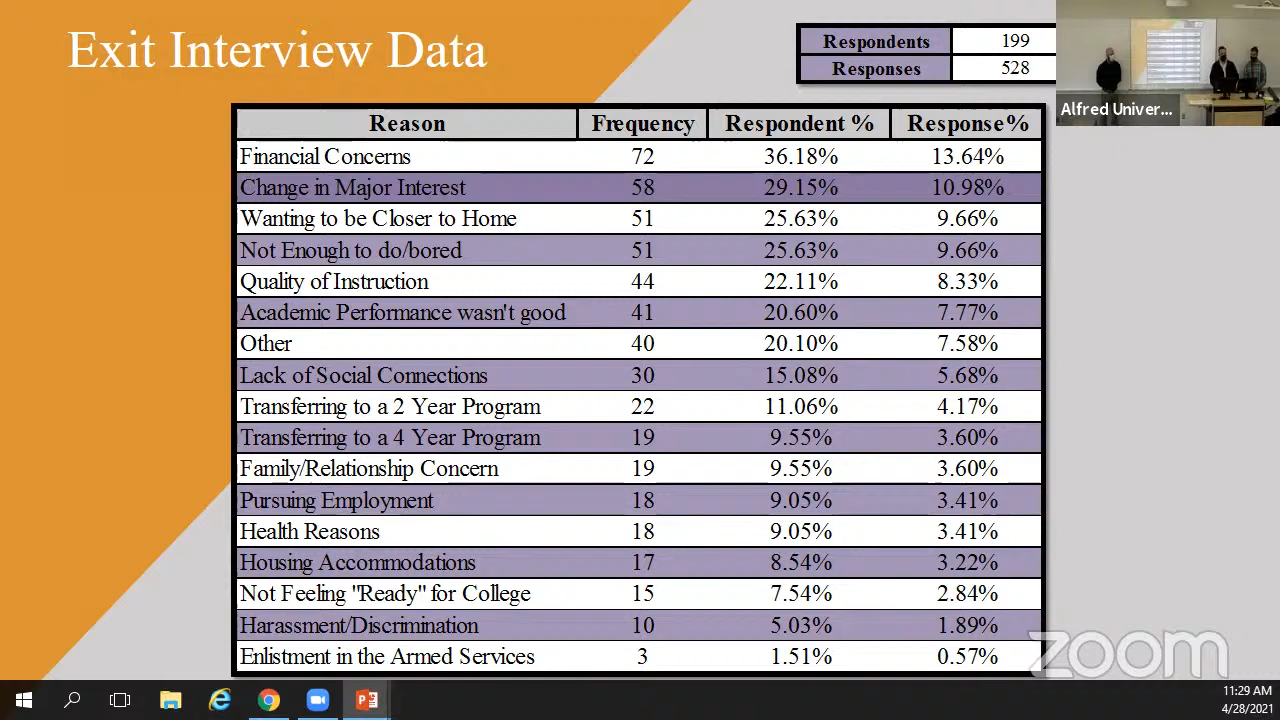 Exit Interview Data
Respondents 199
Responses 528
Alfred Univer...
Reason Frequency Respondent % Response%
Financial Concerns 72 36.18% 13.64%
Change in Major Interest 58 29.15% 10.98%
Wanting to be Closer to Home 51 25.63% 9.66%
Not Enough to do/bored 51 25.63% 9.66%
Quality of Instruction 44 22.11% 8.33%
Academic Performance wasn't good 41 20.60% 7.77%
Other 40 20.10% 7.58%
Lack of Social Connections 30 15.08% 5.68%
Transferring to a 2 Year Program 22 11.06% 4.17%
Transferring to a 4 Year Program 19 9.55% 3.60%
Family/Relationship Concern 19 9.55% 3.60%
Pursuing Employment 18 9.05% 3.41%
Health Reasons 18 9.05% 3.41%
Housing Accommodations 17 8.54% 3.22%
Not Feeling "Ready" for College 15 7.54% 2.84%
Harassment/Discrimination 10 5.03% 1.89%
Enlistment in the Armed Services 3 1.51% 0.57%
zoom
11:29 AM
4/28/2021